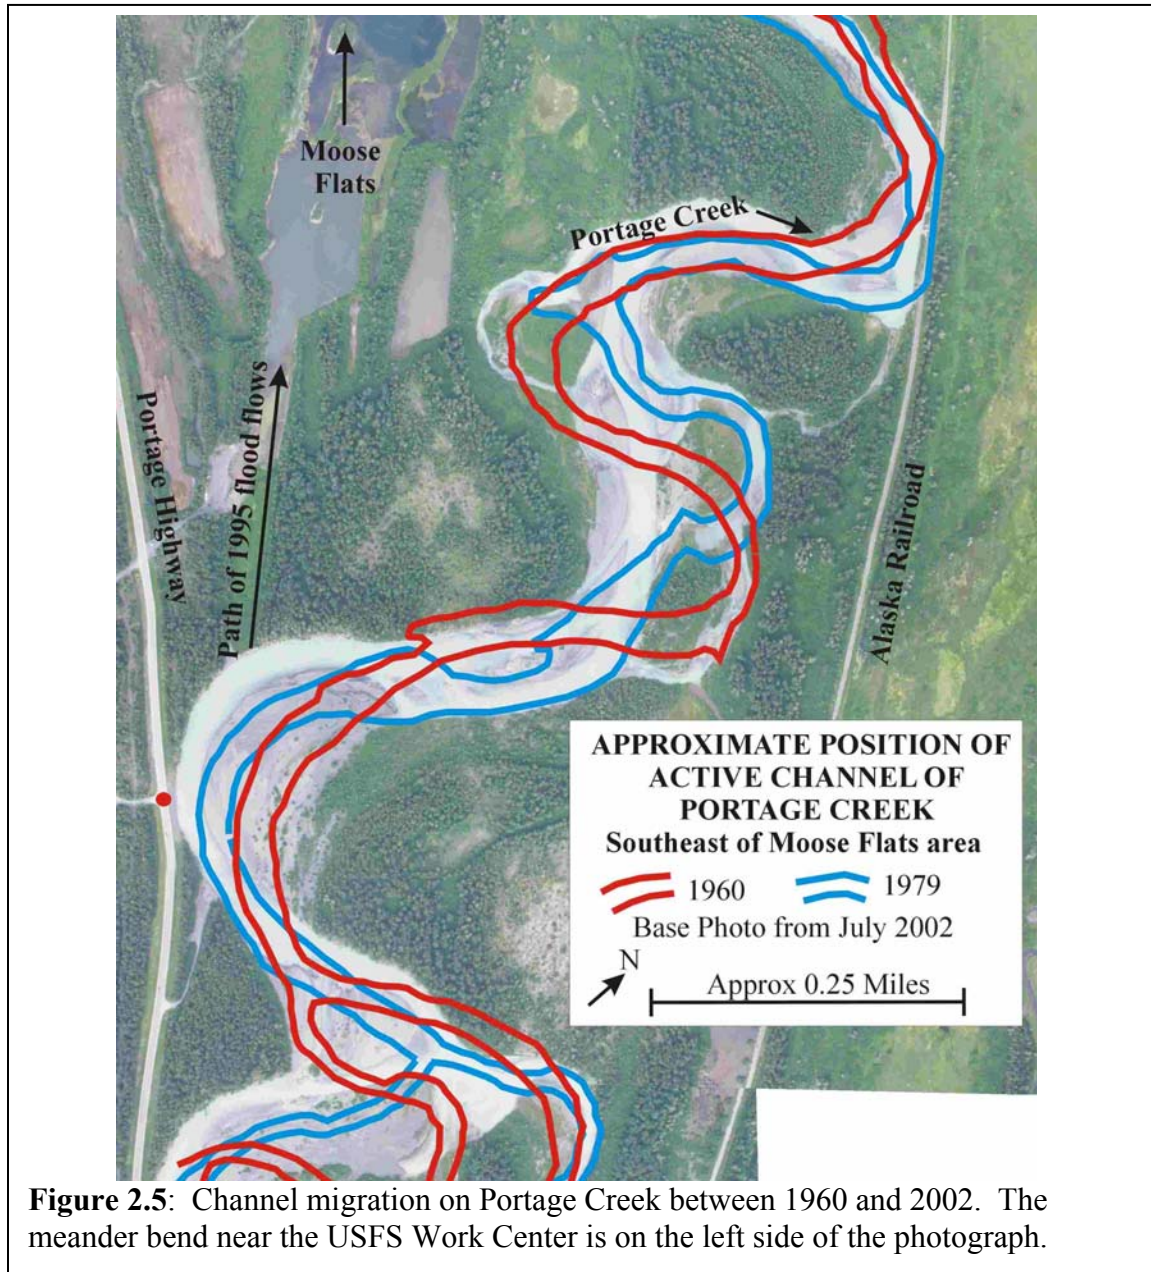 Moose
Flats
Portage Creek
Portage Highway
Path of 1995 flood flows
Alaska Railroad
APPROXIMATE POSITION OF
ACTIVE CHANNEL OF
PORTAGE CREEK
Southeast of Moose Flats area
1960
1979
Base Photo from July 2002
N
Approx 0.25 Miles
Figure 2.5: Channel migration on Portage Creek between 1960 and 2002. The
meander bend near the USFS Work Center is on the left side of the photograph.